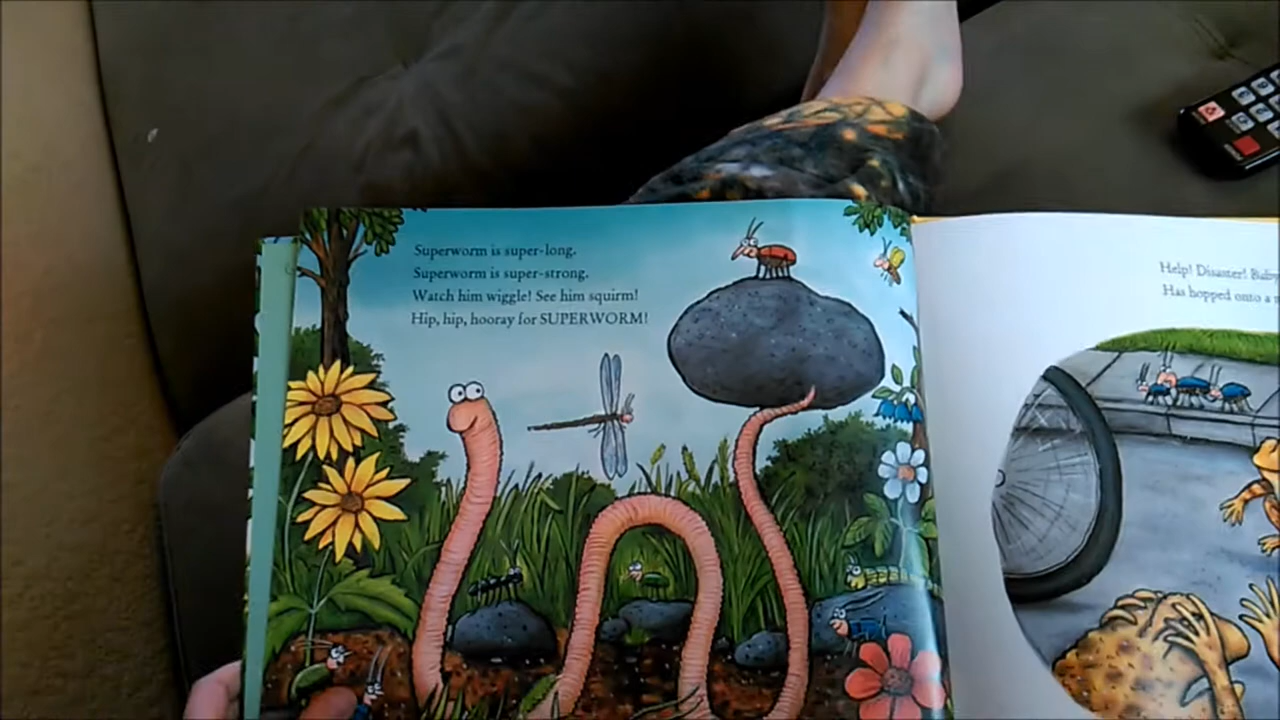 Superworm is super-long.
Superworm is super-strong.
Watch him wiggle! See him squirm!
Hip, hip, hooray for SUPERWORM!
Help! Disaster! Baby
Has hopped onto a